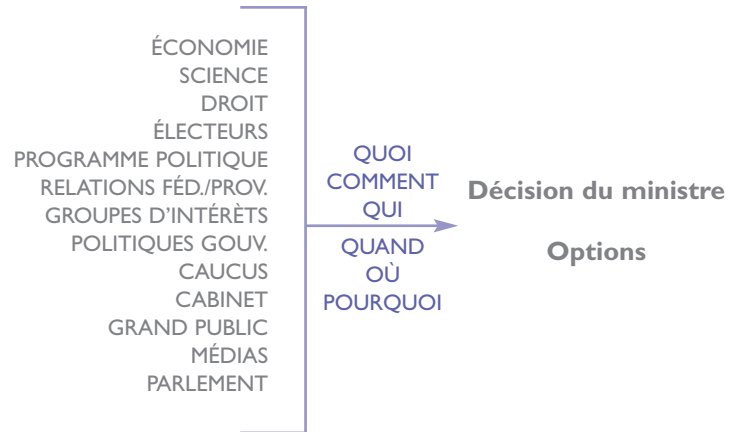 ÉCONOMIE
SCIENCE
DROIT
ÉLECTEURS
PROGRAMME POLITIQUE
RELATIONS FÉD./PROV.
GROUPES D'INTÉRÈTS
POLITIQUES GOUV.
CAUCUS
CABINET
GRAND PUBLIC
MÉDIAS
PARLEMENT
QUOI
COMMENT
QUI
QUAND
OÙ
POURQUOI
Décision du ministre
Options